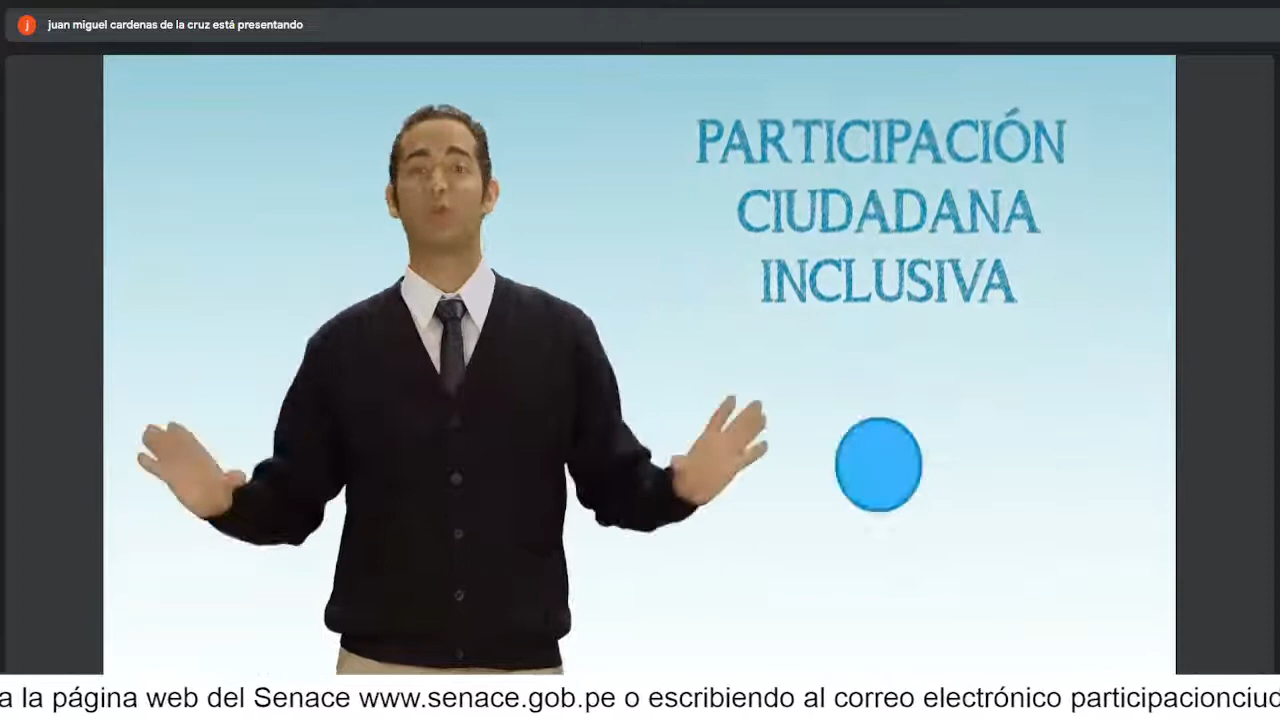 j
juan miguel cardenas de la cruz está presentando
PARTICIPACIÓN
CIUDADANA
INCLUSIVA
a la página web del Senace www.senace.gob.pe o escribiendo al correo electrónico participacionciud